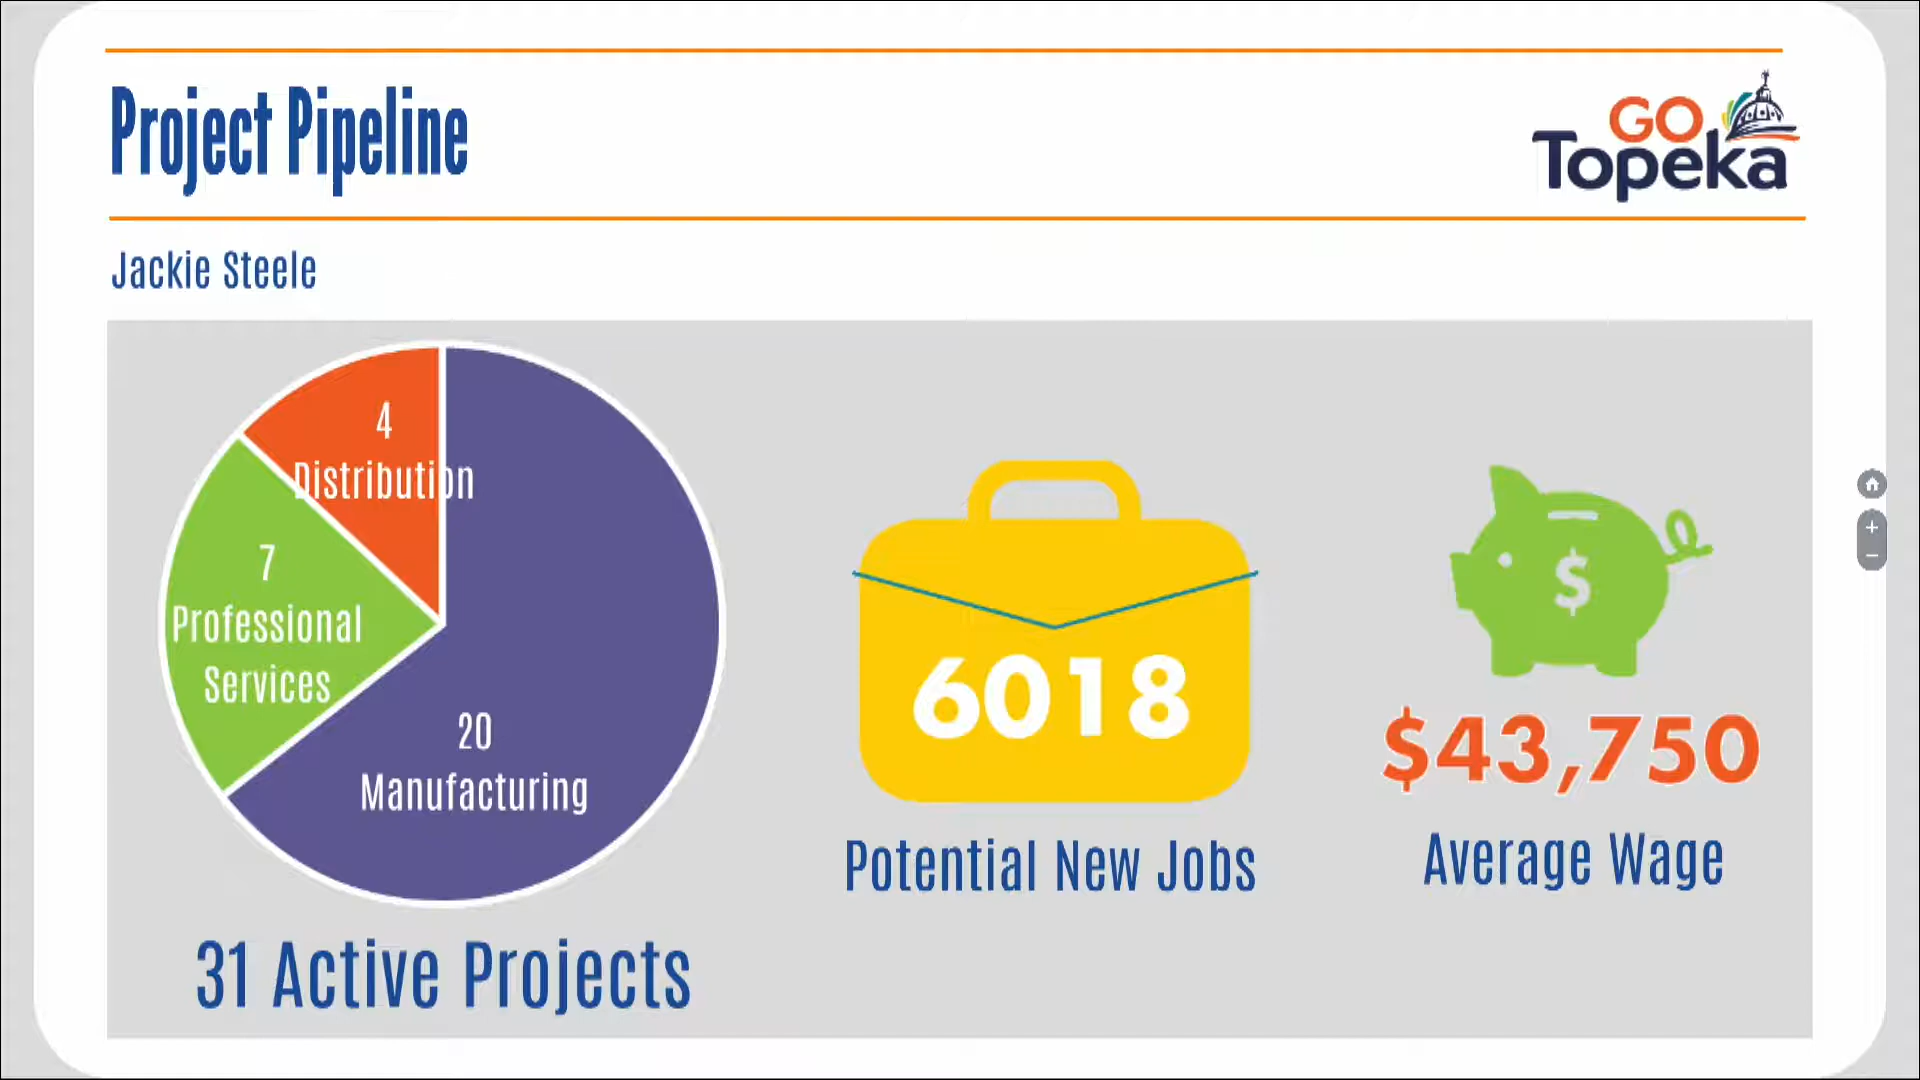 Project Pipeline
GO
Topeka
Jackie Steele
4
Distribution
7
Professional
Services
20
Manufacturing
31 Active Projects
6018
Potential New Jobs
$
$43,750
Average Wage